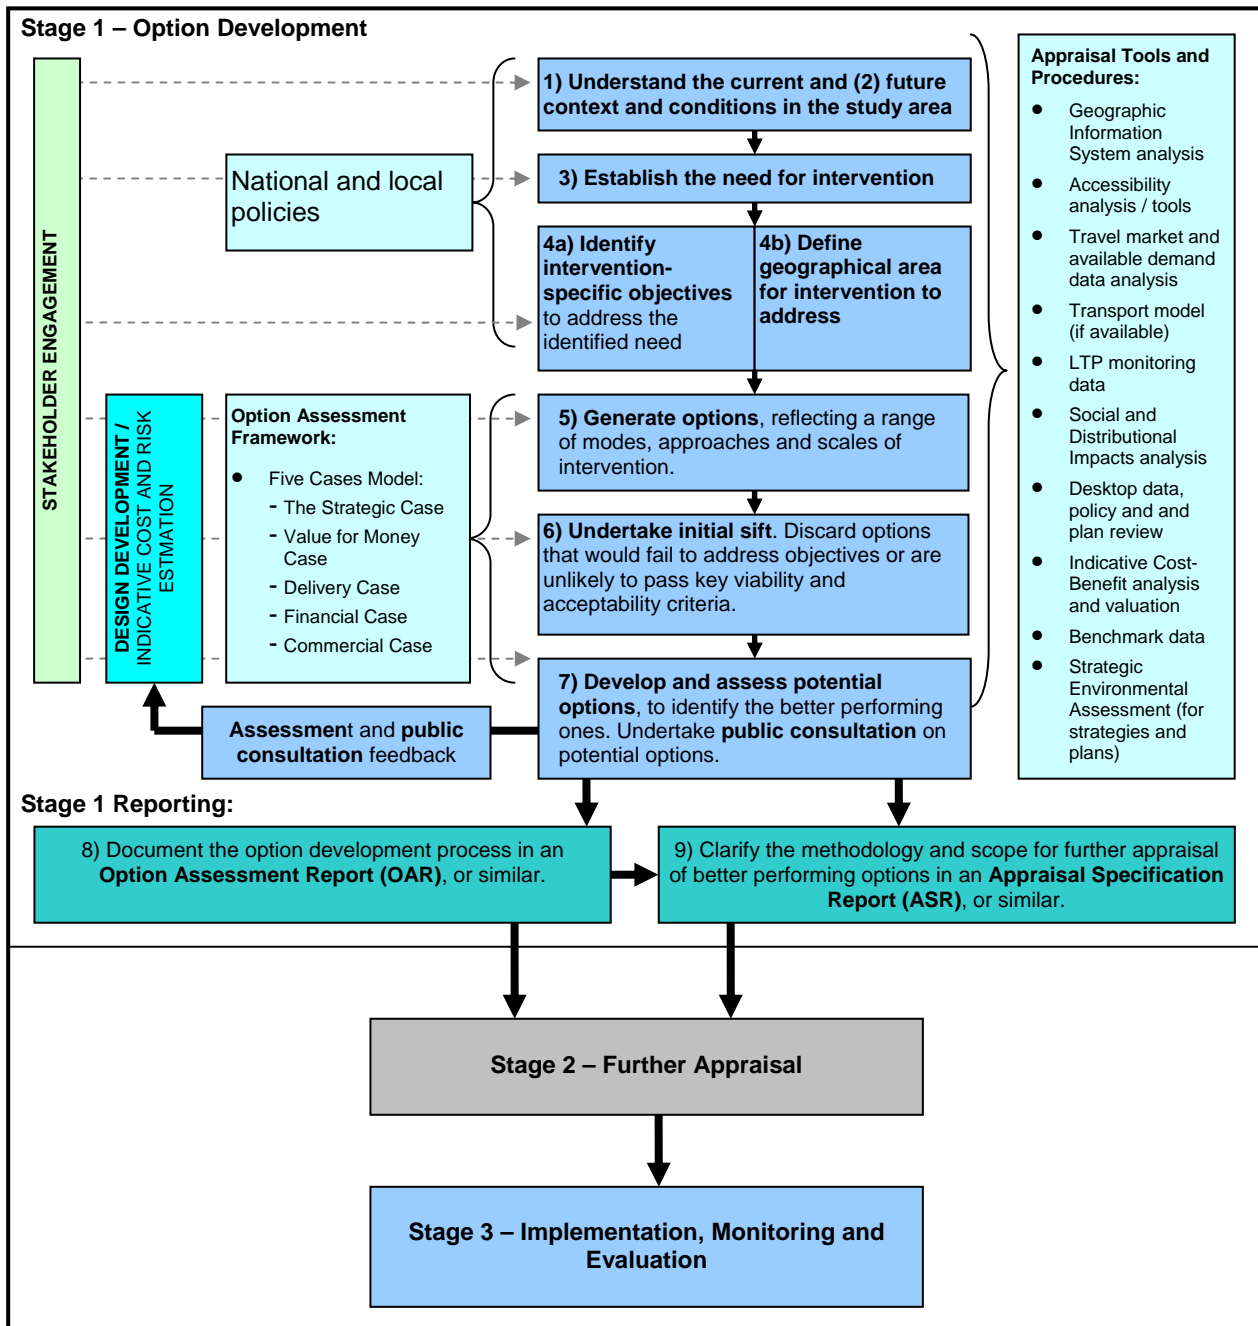 Stage 1 – Option Development
STAKEHOLDER ENGAGEMENT
1) Understand the current and (2) future
context and conditions in the study area
National and local
policies
3) Establish the need for intervention
4a) Identify
intervention-
specific objectives
to address the
identified need
4b) Define
geographical area
for intervention to
address
DESIGN DEVELOPMENT /
INDICATIVE COST AND RISK
ESTMATION
Option Assessment
Framework:
● Five Cases Model:
- The Strategic Case
- Value for Money
Case
- Delivery Case
- Financial Case
- Commercial Case
5) Generate options, reflecting a range
of modes, approaches and scales of
intervention.
6) Undertake initial sift. Discard options
that would fail to address objectives or are
unlikely to pass key viability and
acceptability criteria.
7) Develop and assess potential
options, to identify the better performing
ones. Undertake public consultation on
potential options.
Assessment and public
consultation feedback
Appraisal Tools and
Procedures:
● Geographic
Information
System analysis
● Accessibility
analysis / tools
● Travel market and
available demand
data analysis
● Transport model
(if available)
● LTP monitoring
data
● Social and
Distributional
Impacts analysis
● Desktop data,
policy and and
plan review
● Indicative Cost-
Benefit analysis
and valuation
● Benchmark data
● Strategic
Environmental
Assessment (for
strategies and
plans)
Stage 1 Reporting:
8) Document the option development process in an
Option Assessment Report (OAR), or similar.
9) Clarify the methodology and scope for further appraisal
of better performing options in an Appraisal Specification
Report (ASR), or similar.
Stage 2 – Further Appraisal
Stage 3 – Implementation, Monitoring and
Evaluation